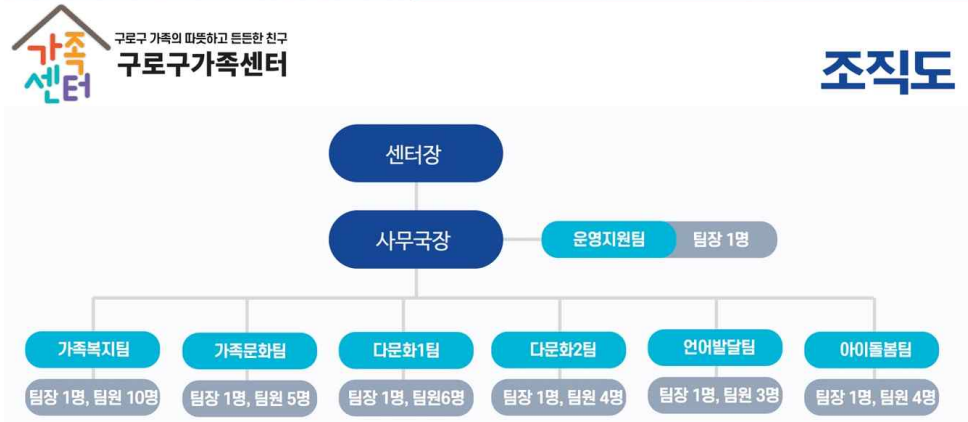 가족센터
구로구 가족의 따뜻하고 든든한 친구
구로구가족센터
조직도
센터장
사무국장
운영지원팀 팀장 1명
가족복지팀 가족문화팀 다문화1팀 다문화2팀 언어발달팀 아이돌봄팀
팀장 1명, 팀원 10명 팀장 1명, 팀원 5명 팀장 1명, 팀원6명 팀장 1명, 팀원 4명 팀장 1명, 팀원 3명 팀장 1명, 팀원 4명